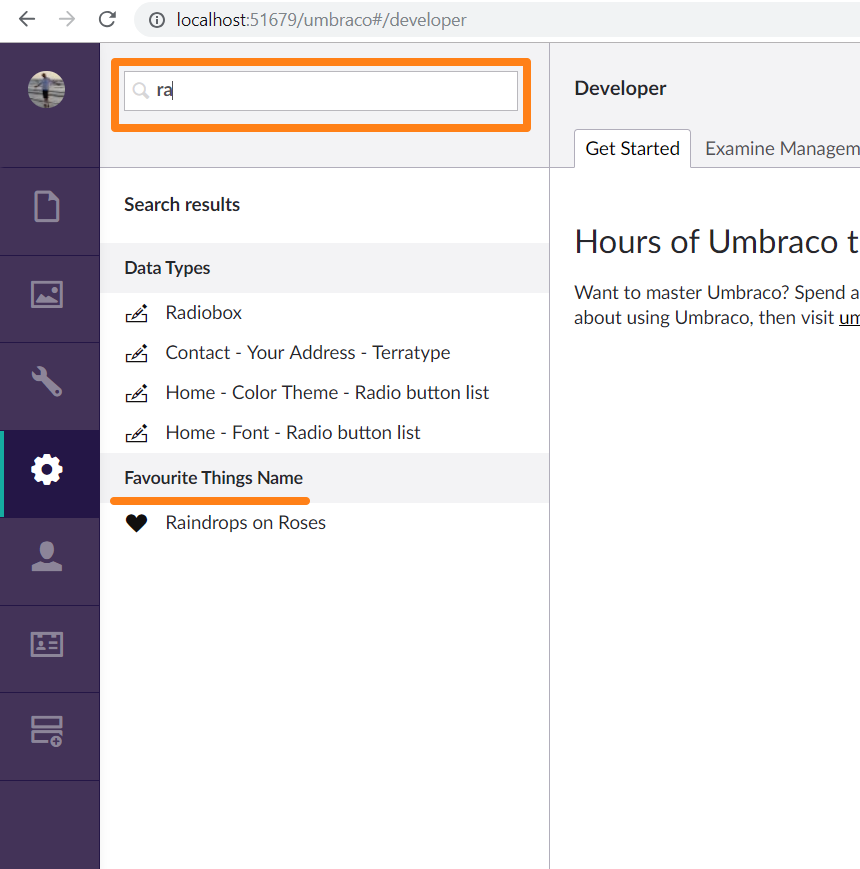 localhost:51679/umbraco#/developer
ra
Developer
Get Started
Examine Managem
Search results
Data Types
Radiobox
Contact - Your Address - Terratype
Home - Color Theme - Radio button list
Home - Font - Radio button list
Favourite Things Name
Raindrops on Roses
Hours of Umbraco t
Want to master Umbraco? Spend a
about using Umbraco, then visit um